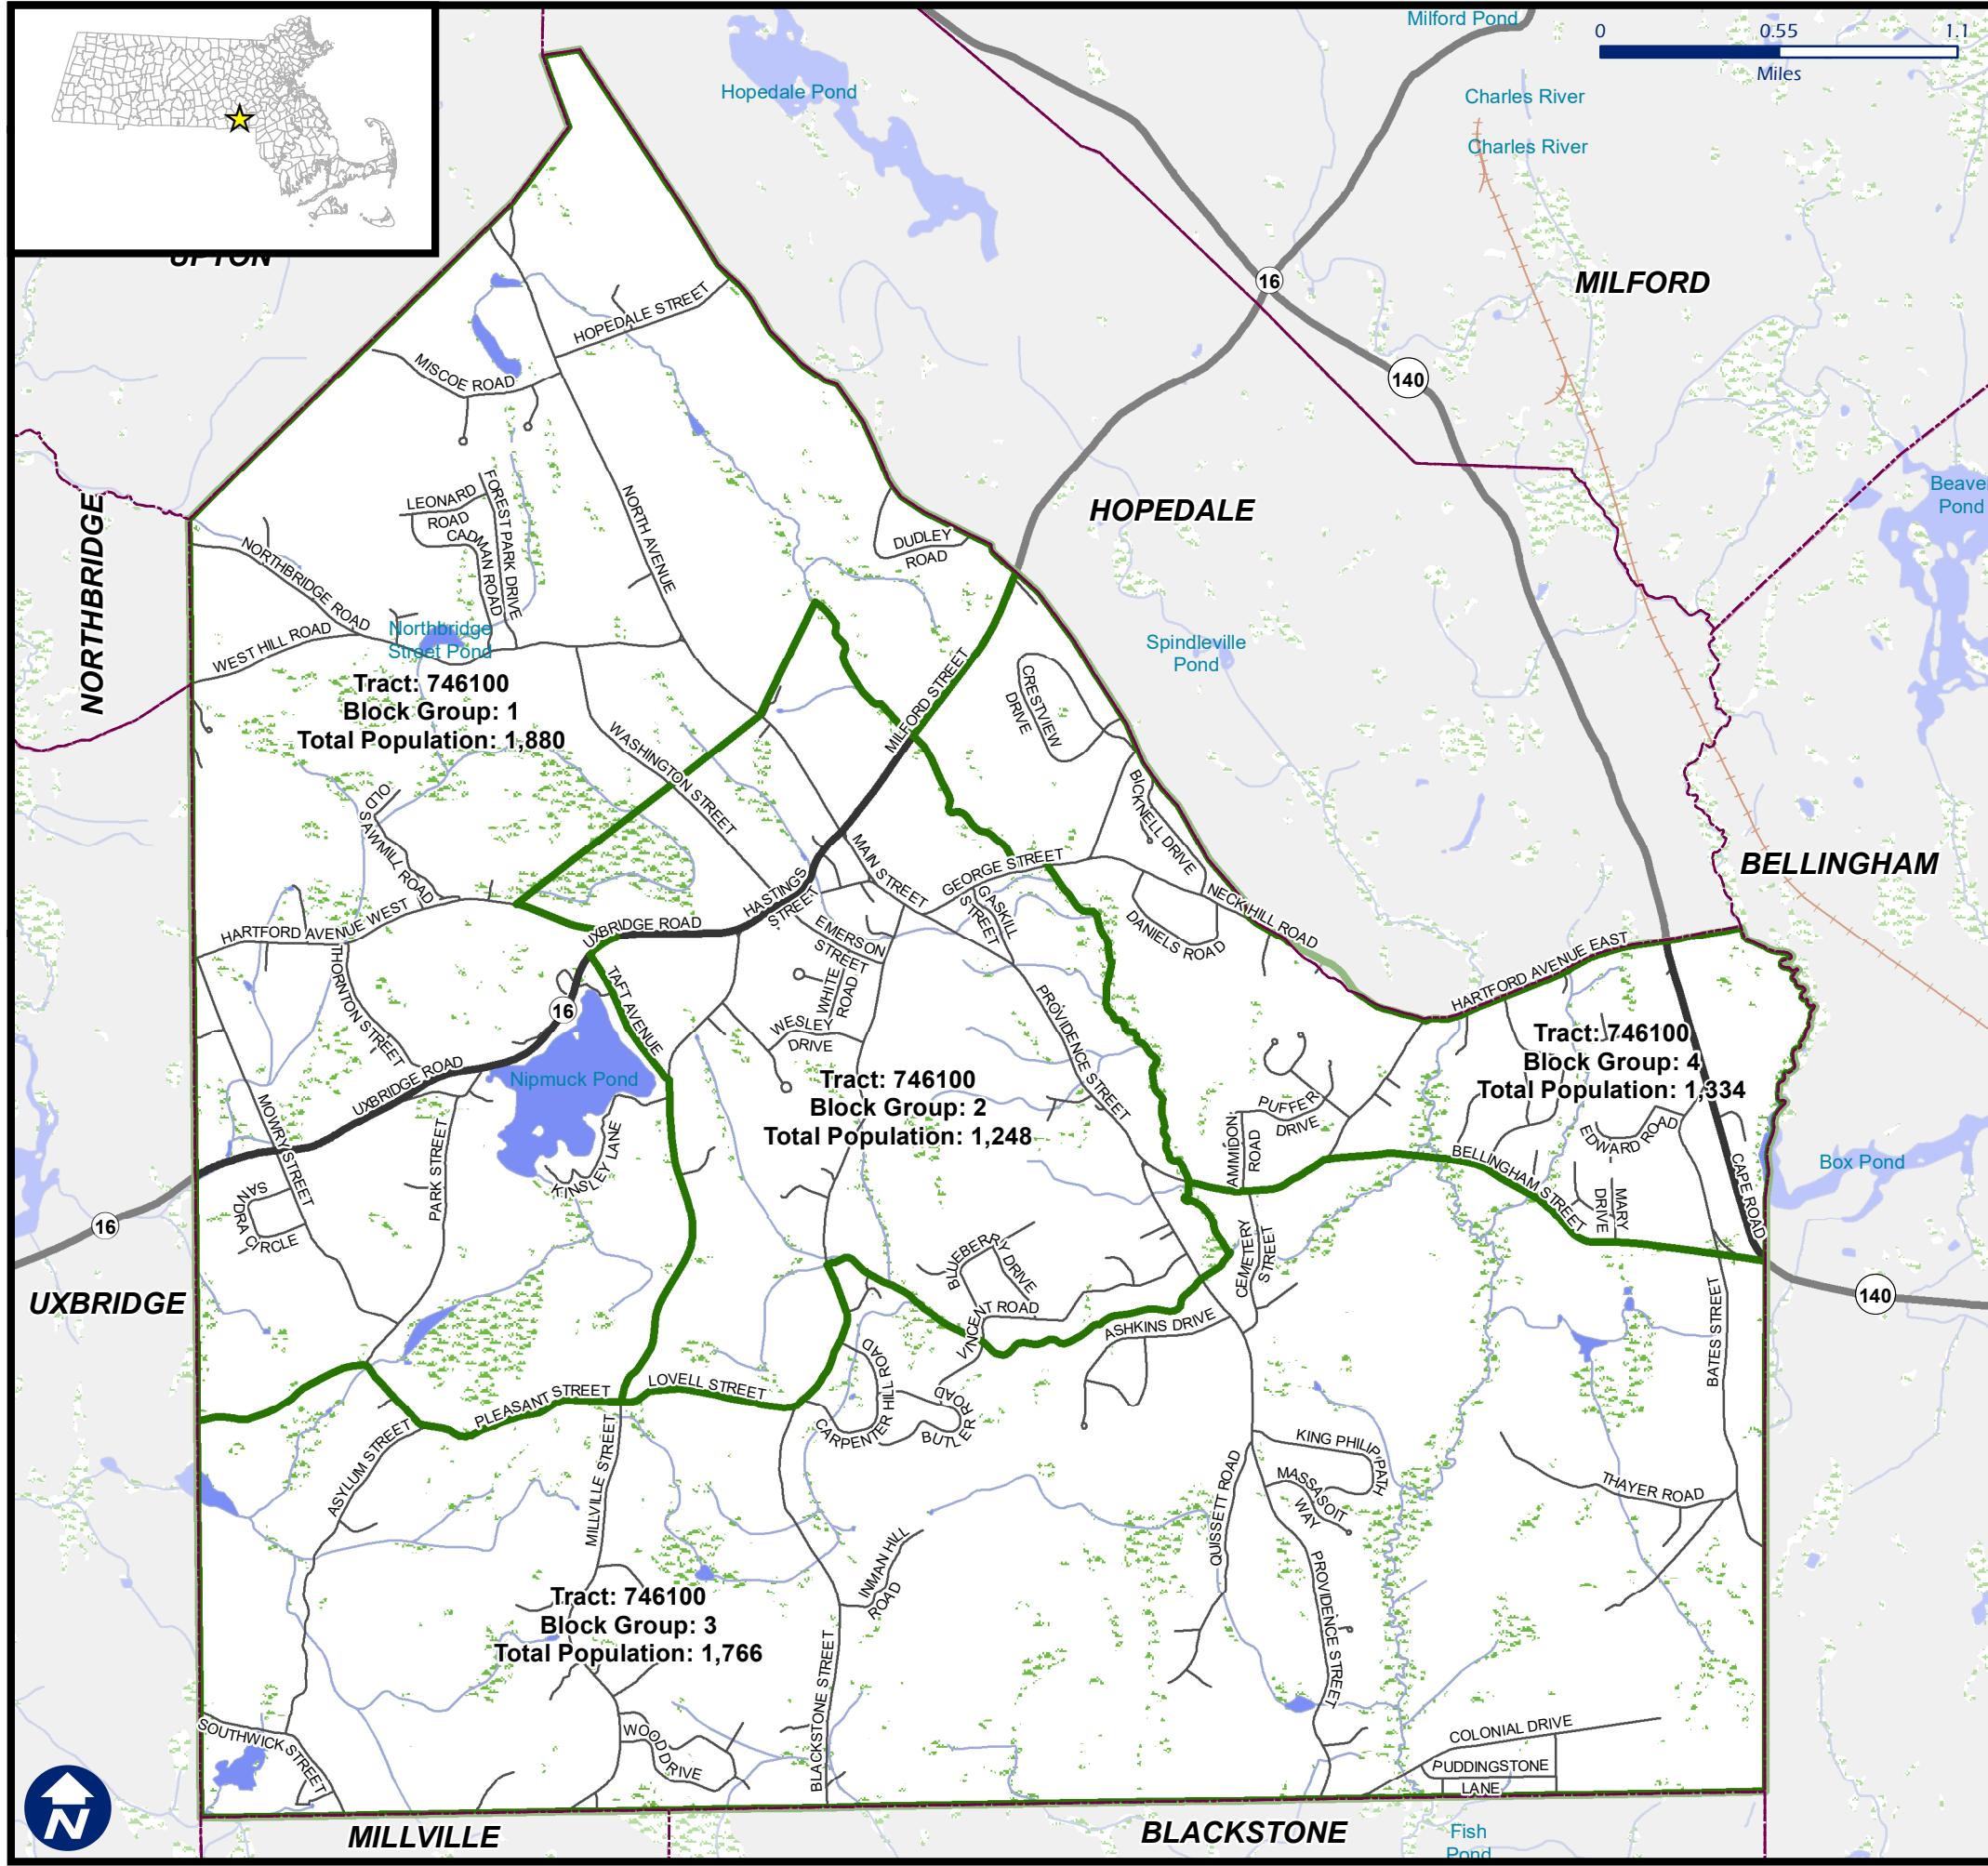 Milford Pond
0 0.55 1.1
Miles
Hopedale Pond
Charles River
Charles River
UPTON
16
MILFORD
HOPEDALE STREET
140
MISCOE ROAD
Pond
HOPEDALE
NORTHBRIDGE
LEONARD
ROAD
CADMAN ROAD
FOREST PARK DRIVE
NORTH AVENUE
DUDLEY
ROAD
NORTHBRIDGE ROAD
WEST HILL ROAD
Northbridge
Street Pond
Spindleville
Pond
MILFORD STREET
CRESTVIEW
DRIVE
Tract: 746100
Block Group: 1
Total Population: 1,880
WASHINGTON STREET
BICKNELL DRIVE
OLD SAWMILL ROAD
MAIN STREET
GEORGE STREET
BELLINGHAM
HASTINGS
STREET
GASKILL
STREET
NECK HILL ROAD
HARTFORD AVENUE WEST
UXBRIDGE ROAD
EMERSON
STREET
DANIELS ROAD
HARTFORD AVENUE EAST
THORNTON STREET
TAFT AVENUE
WHITE
ROAD
16
WESLEY
DRIVE
PROVIDENCE STREET
Tract: 746100
Block Group: 4
Total Population: 1,334
UXBRIDGE ROAD
Nipmuck Pond
Tract: 746100
Block Group: 2
Total Population: 1,248
MOWRY STREET
PARK STREET
KINSLEY LANE
AMMIDON
ROAD
PUFFER
DRIVE
EDWARD ROAD
BELLINGHAM STREET
CAPE ROAD
Box Pond
SANDRA CIRCLE
MARY
DRIVE
16
BLUEBERRY DRIVE
CEMETERY
STREET
UXBRIDGE
VINCENT ROAD
ASHKINS DRIVE
140
BATES STREET
PLEASANT STREET
LOVELL STREET
CARPENTER HILL ROAD
BUTLER
ROAD
ASYLUM STREET
MILLVILLE STREET
KING PHILIP PATH
MASSASOIT
WAY
THAYER ROAD
QUISSETT ROAD
INMAN HILL
ROAD
PROVIDENCE STREET
Tract: 746100
Block Group: 3
Total Population: 1,766
BLACKSTONE STREET
SOUTHWICK STREET
WOOD DRIVE
COLONIAL DRIVE
PUDDINGSTONE
LANE
N
MILLVILLE
BLACKSTONE
Fish
Pond